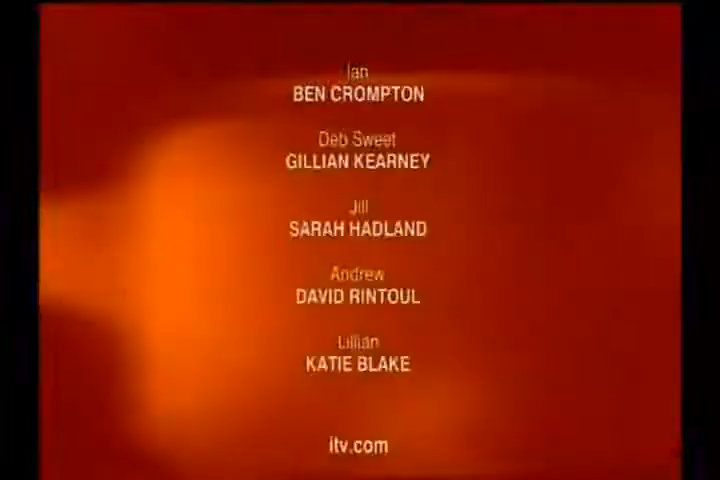 Ian
BEN CROMPTON
Deb Sweet
GILLIAN KEARNEY
Jill
SARAH HADLAND
Andrew
DAVID RINTOUL
Lillian
KATIE BLAKE
itv.com